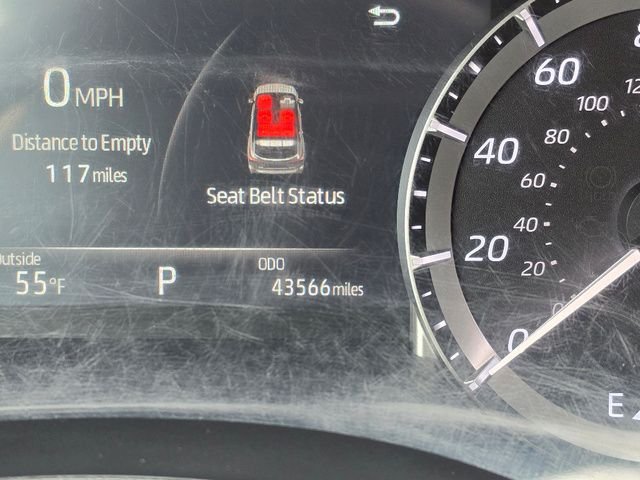 0 MPH
Distance to Empty
117 miles
Seat Belt Status
Outside
55°F
P
ODO
43566 miles
60
40
20
0
100
80
60
40
20
0
E